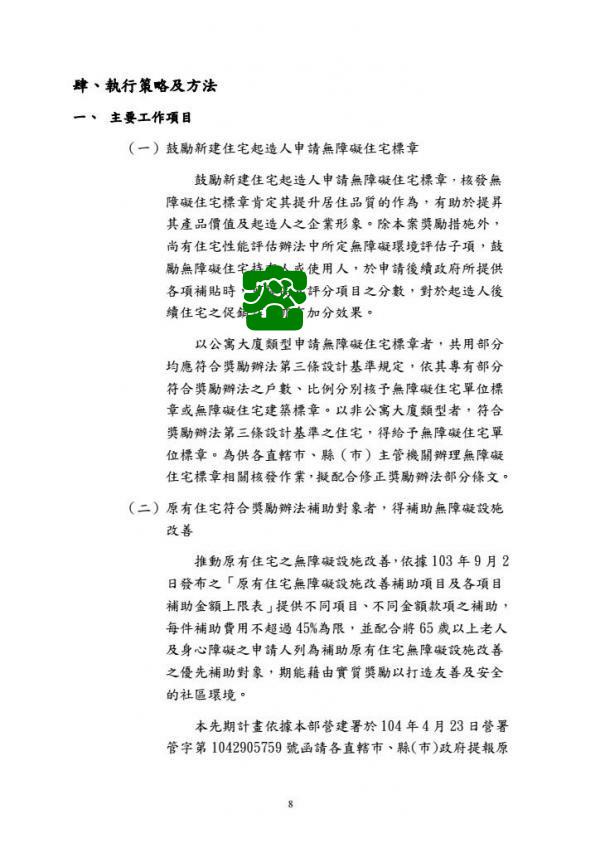 肆、執行策略及方法
一、 主要工作項目
（一）鼓勵新建住宅起造人申請無障礙住宅標章
鼓勵新建住宅起造人申請無障礙住宅標章，核發無
障礙住宅標章肯定其提升居住品質的作為，有助於提昇
其產品價值及起造人之企業形象。除本案獎勵措施外，
尚有住宅性能評估辦法中所定無障礙環境評估子項，鼓
勵無障礙住宅持有人或使用人，於申請後續政府所提供
各項補貼時，評分項目之分數，對於起造人後
續住宅之促銷加分效果。
以公寓大廈類型申請無障礙住宅標章者，共用部分
均應符合獎勵辦法第三條設計基準規定，依其專有部分
符合獎勵辦法之戶數、比例分別核予無障礙住宅單位標
章或無障礙住宅建築標章。以非公寓大廈類型者，符合
獎勵辦法第三條設計基準之住宅，得給予無障礙住宅單
位標章。為供各直轄市、縣（市）主管機關辦理無障礙
住宅標章相關核發作業，擬配合修正獎勵辦法部分條文。
（二）原有住宅符合獎勵辦法補助對象者，得補助無障礙設施
改善
推動原有住宅之無障礙設施改善，依據 103 年 9 月 2
日發布之「原有住宅無障礙設施改善補助項目及各項目
補助金額上限表」提供不同項目、不同金額款項之補助，
每件補助費用不超過 45%為限，並配合將 65 歲以上老人
及身心障礙之申請人列為補助原有住宅無障礙設施改善
之優先補助對象，期能藉由實質獎勵以打造友善及安全
的社區環境。
本先期計畫依據本部營建署於 104 年 4 月 23 日營署
管字第 1042905759 號函請各直轄市、縣(市)政府提報原
8